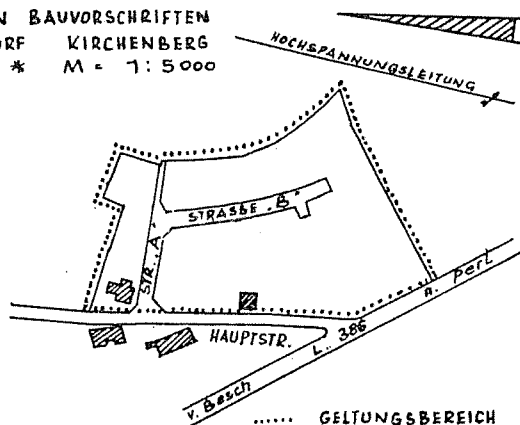 N BAUVORSCHRIFTEN
ORF KIRCHENBERG
* M = 1:5000
HOCHSPANNUNGSLEITUNG
STRAßE „B“
STR. „A“
HAUPTSTR.
v. Besch
L. 386
n. Perl
...... GELTUNGSBEREICH